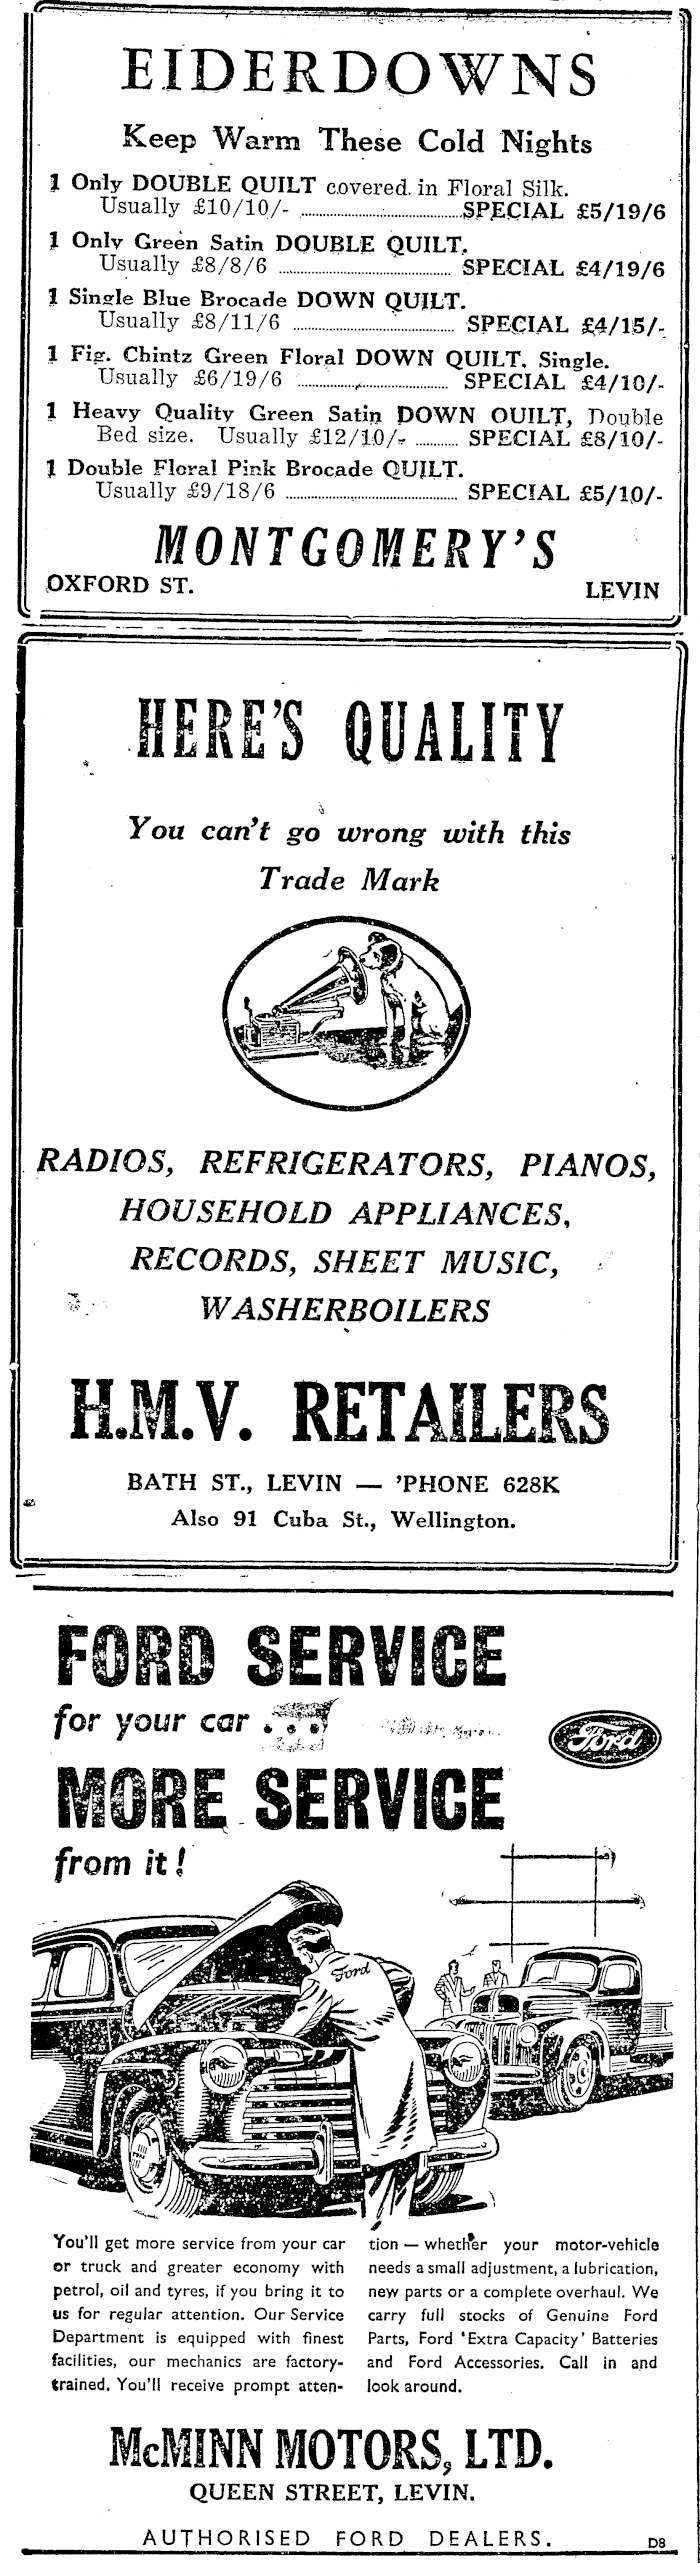 EIDERDOWNS
Keep Warm These Cold Nights
1 Only DOUBLE QUILT covered in Floral Silk.
Usually £10/10/- ........ SPECIAL £5/19/6
1 Only Green Satin DOUBLE QUILT.
Usually £8/8/6 ........ SPECIAL £4/19/6
1 Single Blue Brocade DOWN QUILT.
Usually £8/11/6 ........ SPECIAL £4/15/-
1 Fig. Chintz Green Floral DOWN QUILT. Single.
Usually £6/19/6 ........ SPECIAL £4/10/-
1 Heavy Quality Green Satin DOWN QUILT, Double
Bed size. Usually £12/10/- ........ SPECIAL £8/10/-
1 Double Floral Pink Brocade QUILT.
Usually £9/18/6 ........ SPECIAL £5/10/-
MONTGOMERY'S
OXFORD ST. LEVIN
HERE'S QUALITY
You can't go wrong with this
Trade Mark
RADIOS, REFRIGERATORS, PIANOS,
HOUSEHOLD APPLIANCES,
RECORDS, SHEET MUSIC,
WASHERBOILERS
H.M.V. RETAILERS
BATH ST., LEVIN — 'PHONE 628K
Also 91 Cuba St., Wellington.
FORD SERVICE
for your car ...
Ford
MORE SERVICE
from it!
Ford
You'll get more service from your car
or truck and greater economy with
petrol, oil and tyres, if you bring it to
us for regular attention. Our Service
Department is equipped with finest
facilities, our mechanics are factory-
trained. You'll receive prompt atten-
tion — whether your motor-vehicle
needs a small adjustment, a lubrication,
new parts or a complete overhaul. We
carry full stocks of Genuine Ford
Parts, Ford 'Extra Capacity' Batteries
and Ford Accessories. Call in and
look around.
McMINN MOTORS, LTD.
QUEEN STREET, LEVIN.
AUTHORISED FORD DEALERS.
D8